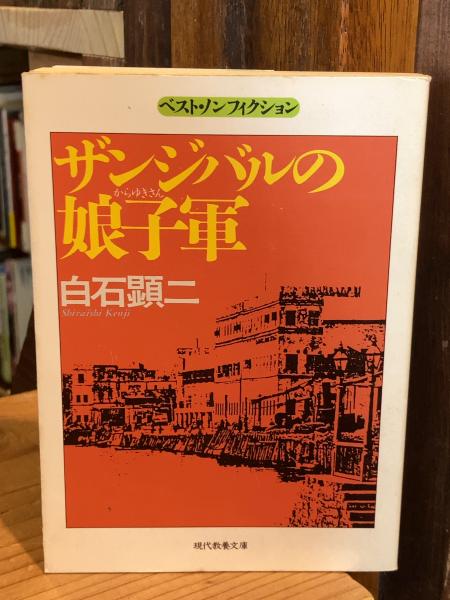 ベスト・ノンフィクション
ザンジバルの
からゆきさん
娘子軍
白石顕二
Shiraishi Kenji
現代教養文庫